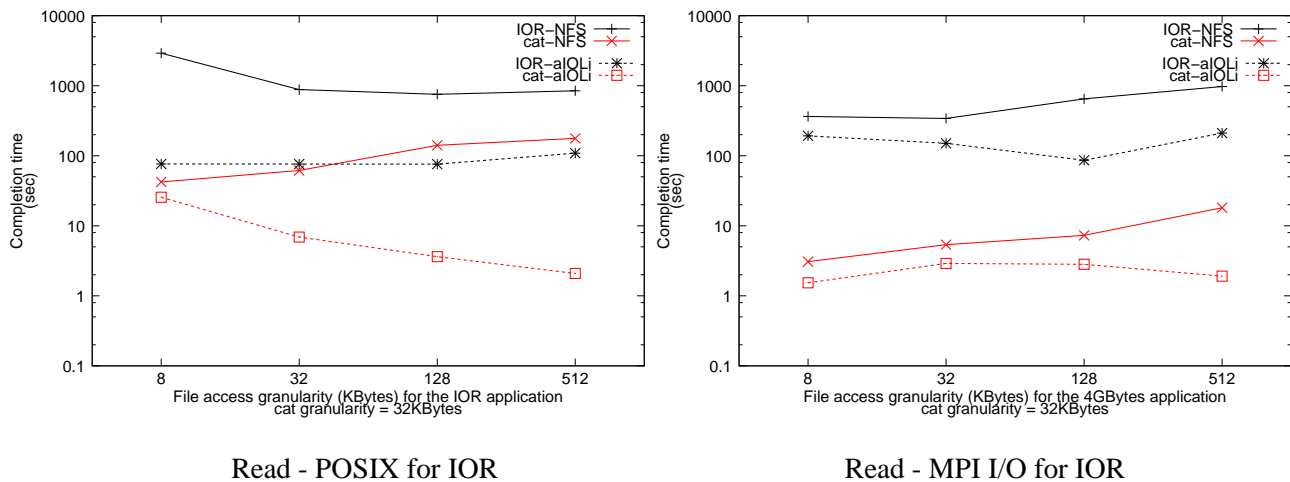 10000
1000
100
10
1
0.1
Completion time
(sec)
IOR-NFS
cat-NFS
IOR-aIOLi
cat-aIOLi
8 32 128 512
File access granularity (KBytes) for the IOR application
cat granularity = 32KBytes
Read - POSIX for IOR
10000
1000
100
10
1
0.1
Completion time
(sec)
IOR-NFS
cat-NFS
IOR-aIOLi
cat-aIOLi
8 32 128 512
File access granularity (KBytes) for the 4GBytes application
cat granularity = 32KBytes
Read - MPI I/O for IOR